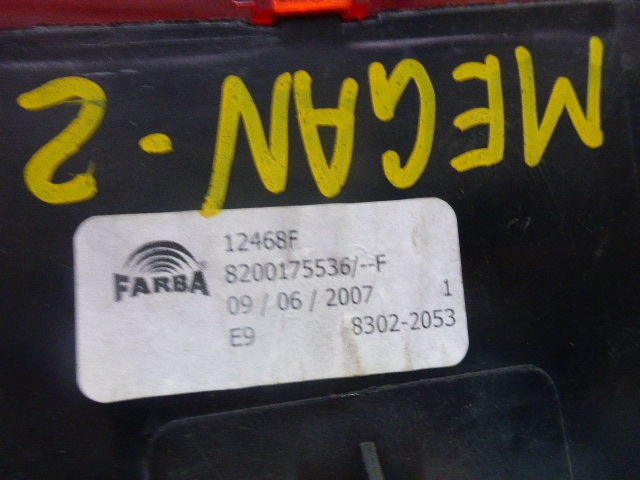 MEGAN-2
FARBA
12468F
8200175536/--F
09 / 06 / 2007 1
E9 8302-2053